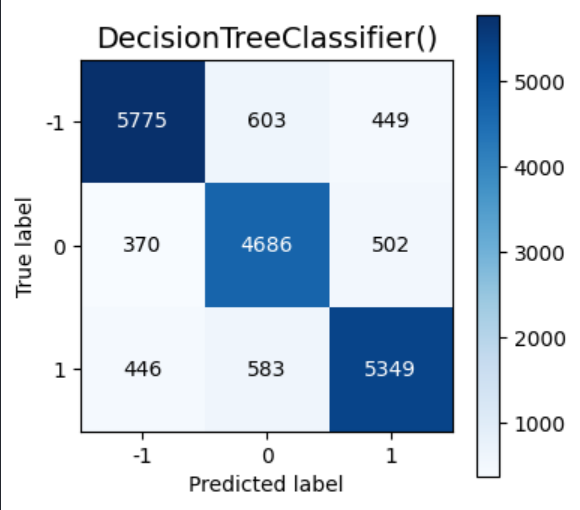 DecisionTreeClassifier()
-1 5775 603 449
0 370 4686 502
1 446 583 5349
-1 0 1
Predicted label
True label
5000
4000
3000
2000
1000